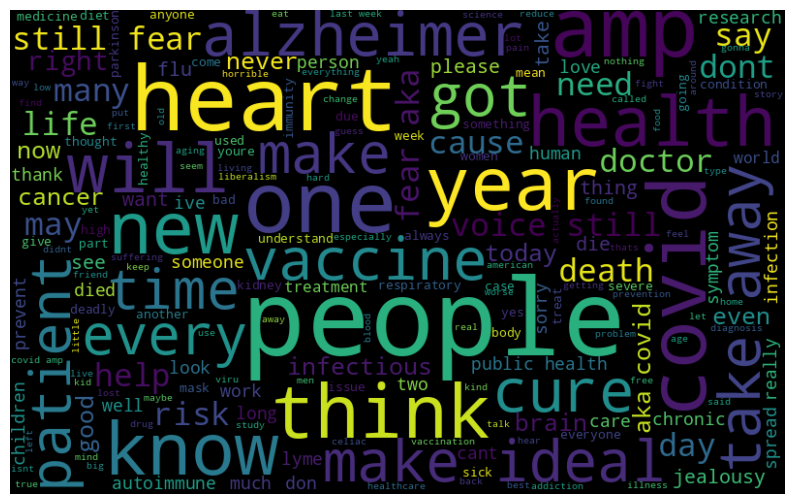 medicine diet anyone eat last week science reduce research
still fear alzheimer amp say
parkinson come yeah lot pain take gonna
right never person please love need dont
flu horrible everything mean nothing
many heart got health
low way find put first old change immunity due guess fear aka week something called fight going around condition story
life make cause human doctor
now thought healthy aging used youre seem living women food thing world
thank want ive bad liberalism hard found type
cancer will one year covid take away
yet high didnt part
may give new understand especially always voice still actually thats feel
see someone vaccine today die symptom infection
patient friend suffering keep kidney american getting prevention home
died time treatment respiratory case worse sorry death even
prevent deadly another away people yes treat severe let diagnosis
little use blood real body problem age
every covid amp live kid look infectious public health aka covid said
help mask viru men issue two kind free spread really
children good well work think cure
lost maybe risk long brain care chronic
left drug study celiac vaccination talk hear everyone day
isnt mind know lyme make cant ideal
true big autoimmune much don healthcare back sick best addiction illness jealousy